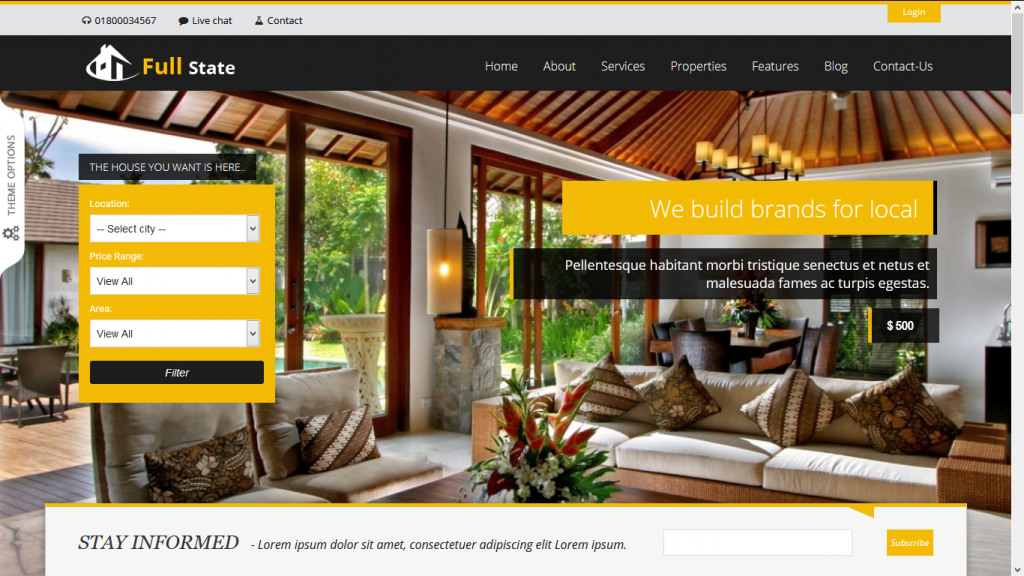 01800034567 Live chat Contact Login
Full State Home About Services Properties Features Blog Contact-Us
THEME OPTIONS
THE HOUSE YOU WANT IS HERE..
Location:
-- Select city --
Price Range:
View All
Area:
View All
Filter
We build brands for local
Pellentesque habitant morbi tristique senectus et netus et
malesuada fames ac turpis egestas.
$ 500
STAY INFORMED - Lorem ipsum dolor sit amet, consectetuer adipiscing elit Lorem ipsum. Subscribe